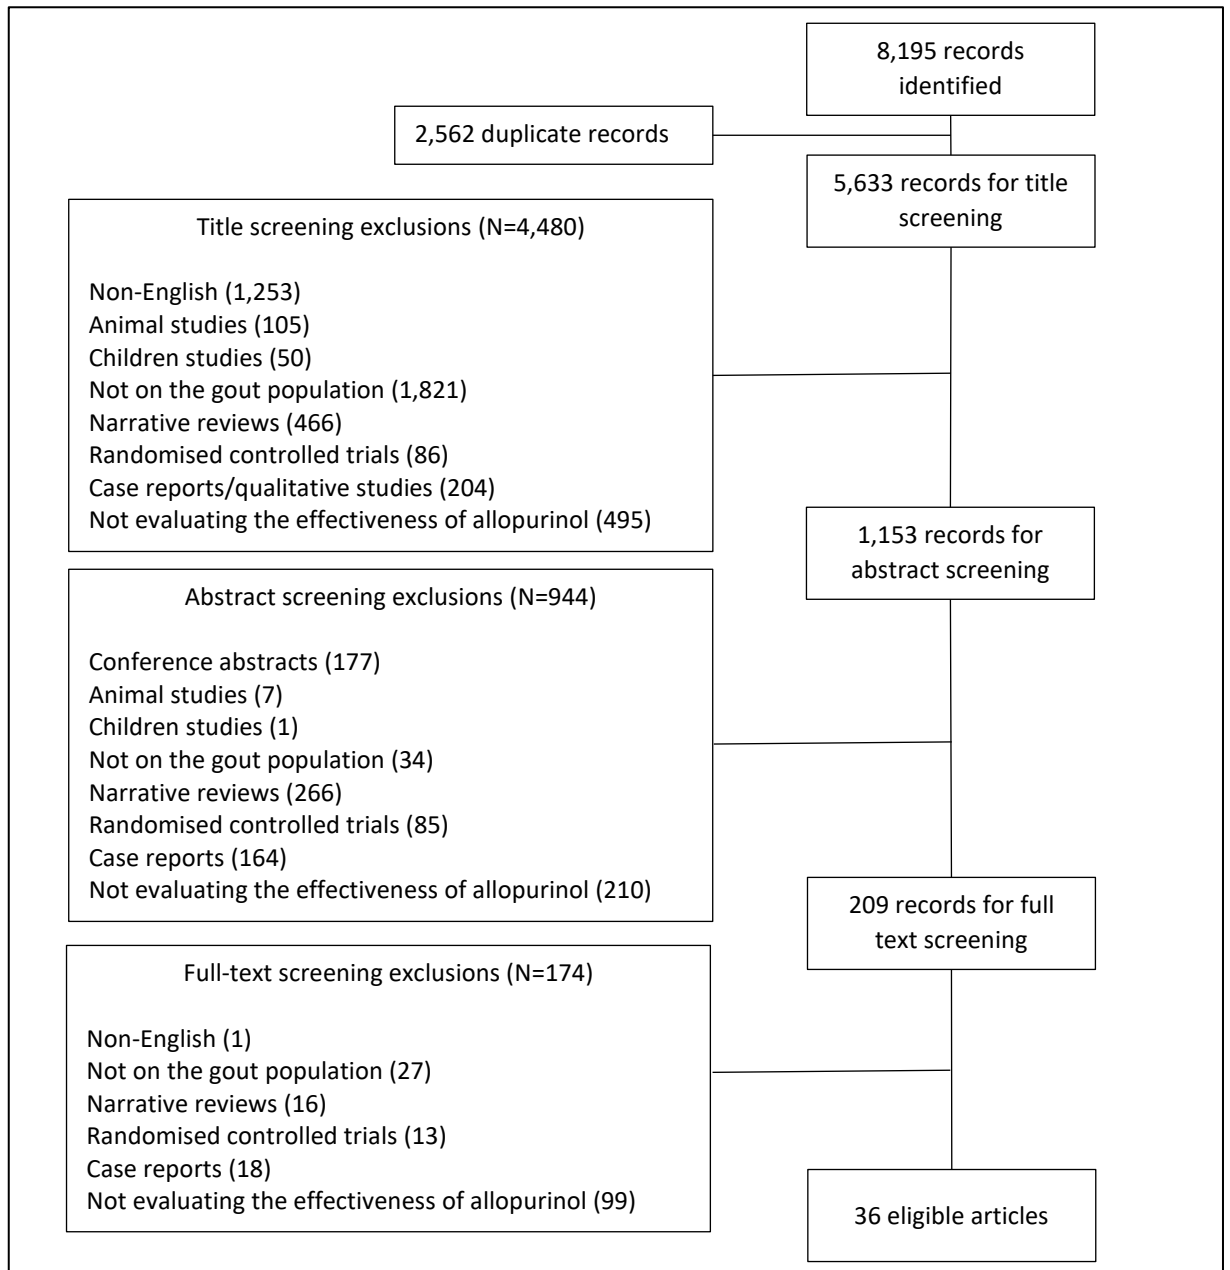 8,195 records
identified
2,562 duplicate records
5,633 records for title
screening
Title screening exclusions (N=4,480)
Non-English (1,253)
Animal studies (105)
Children studies (50)
Not on the gout population (1,821)
Narrative reviews (466)
Randomised controlled trials (86)
Case reports/qualitative studies (204)
Not evaluating the effectiveness of allopurinol (495)
1,153 records for
abstract screening
Abstract screening exclusions (N=944)
Conference abstracts (177)
Animal studies (7)
Children studies (1)
Not on the gout population (34)
Narrative reviews (266)
Randomised controlled trials (85)
Case reports (164)
Not evaluating the effectiveness of allopurinol (210)
209 records for full
text screening
Full-text screening exclusions (N=174)
Non-English (1)
Not on the gout population (27)
Narrative reviews (16)
Randomised controlled trials (13)
Case reports (18)
Not evaluating the effectiveness of allopurinol (99)
36 eligible articles